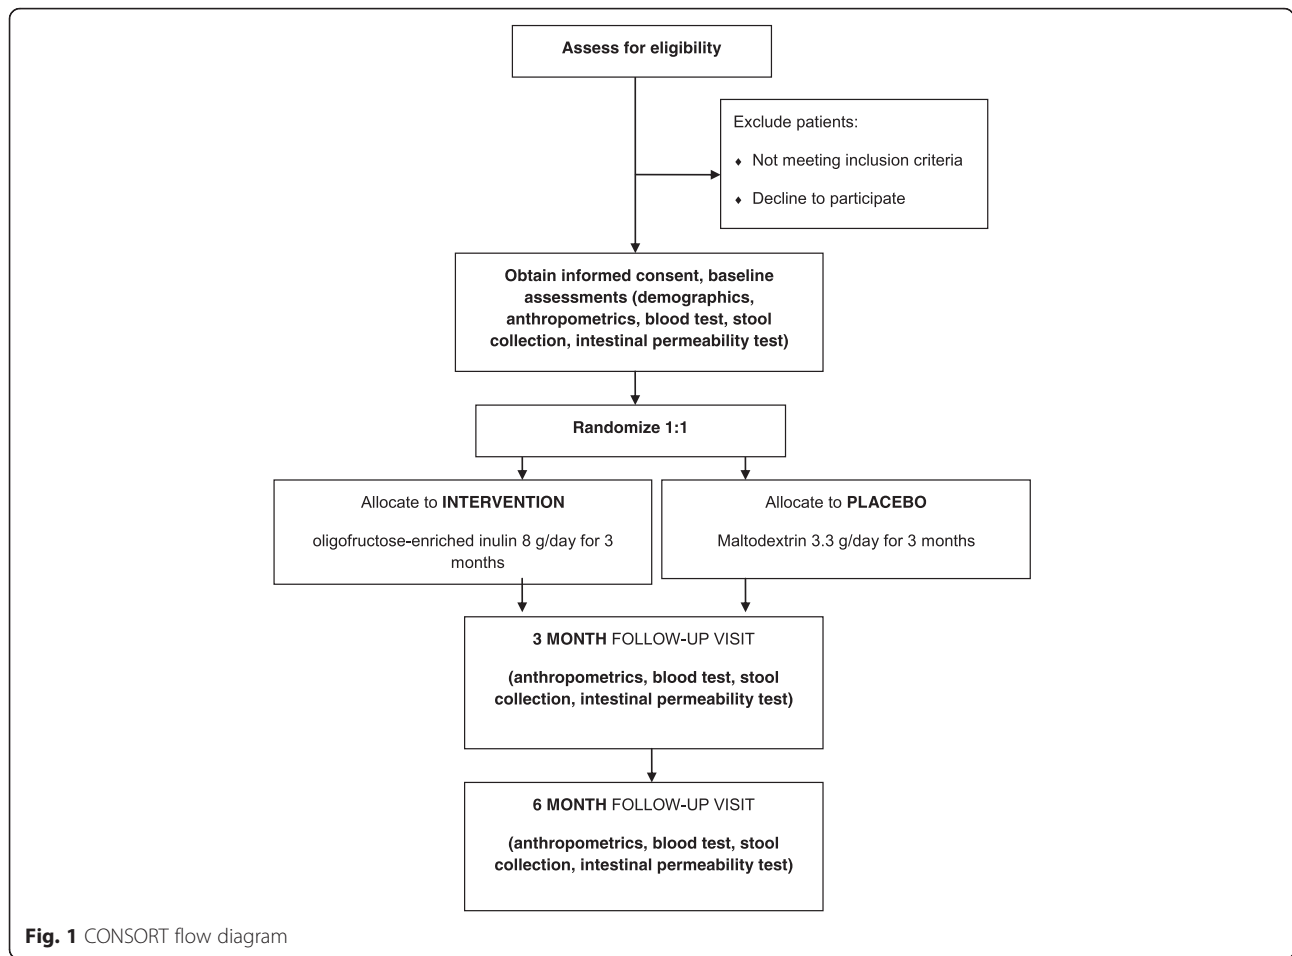 Assess for eligibility
Exclude patients:
♦ Not meeting inclusion criteria
♦ Decline to participate
Obtain informed consent, baseline
assessments (demographics,
anthropometrics, blood test, stool
collection, intestinal permeability test)
Randomize 1:1
Allocate to INTERVENTION
oligofructose-enriched inulin 8 g/day for 3
months
Allocate to PLACEBO
Maltodextrin 3.3 g/day for 3 months
3 MONTH FOLLOW-UP VISIT
(anthropometrics, blood test, stool
collection, intestinal permeability test)
6 MONTH FOLLOW-UP VISIT
(anthropometrics, blood test, stool
collection, intestinal permeability test)
Fig. 1 CONSORT flow diagram